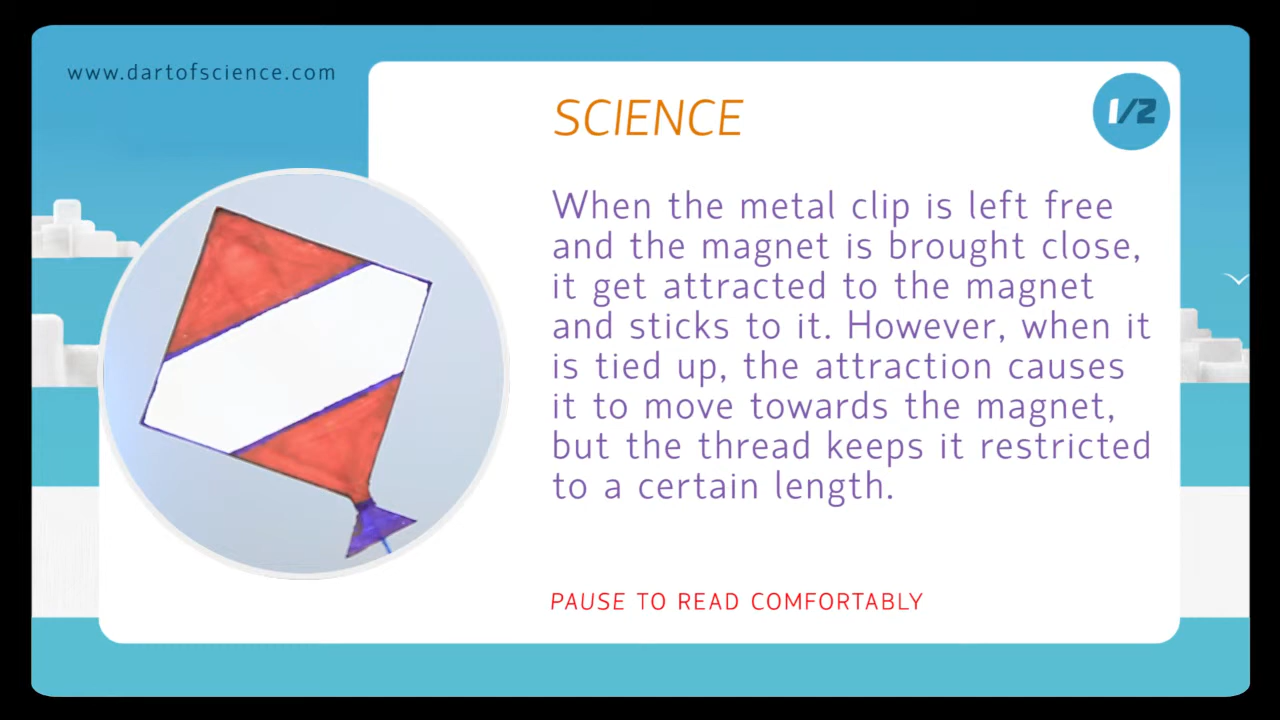 www.dartofscience.com
SCIENCE
1/2
When the metal clip is left free
and the magnet is brought close,
it get attracted to the magnet
and sticks to it. However, when it
is tied up, the attraction causes
it to move towards the magnet,
but the thread keeps it restricted
to a certain length.
PAUSE TO READ COMFORTABLY